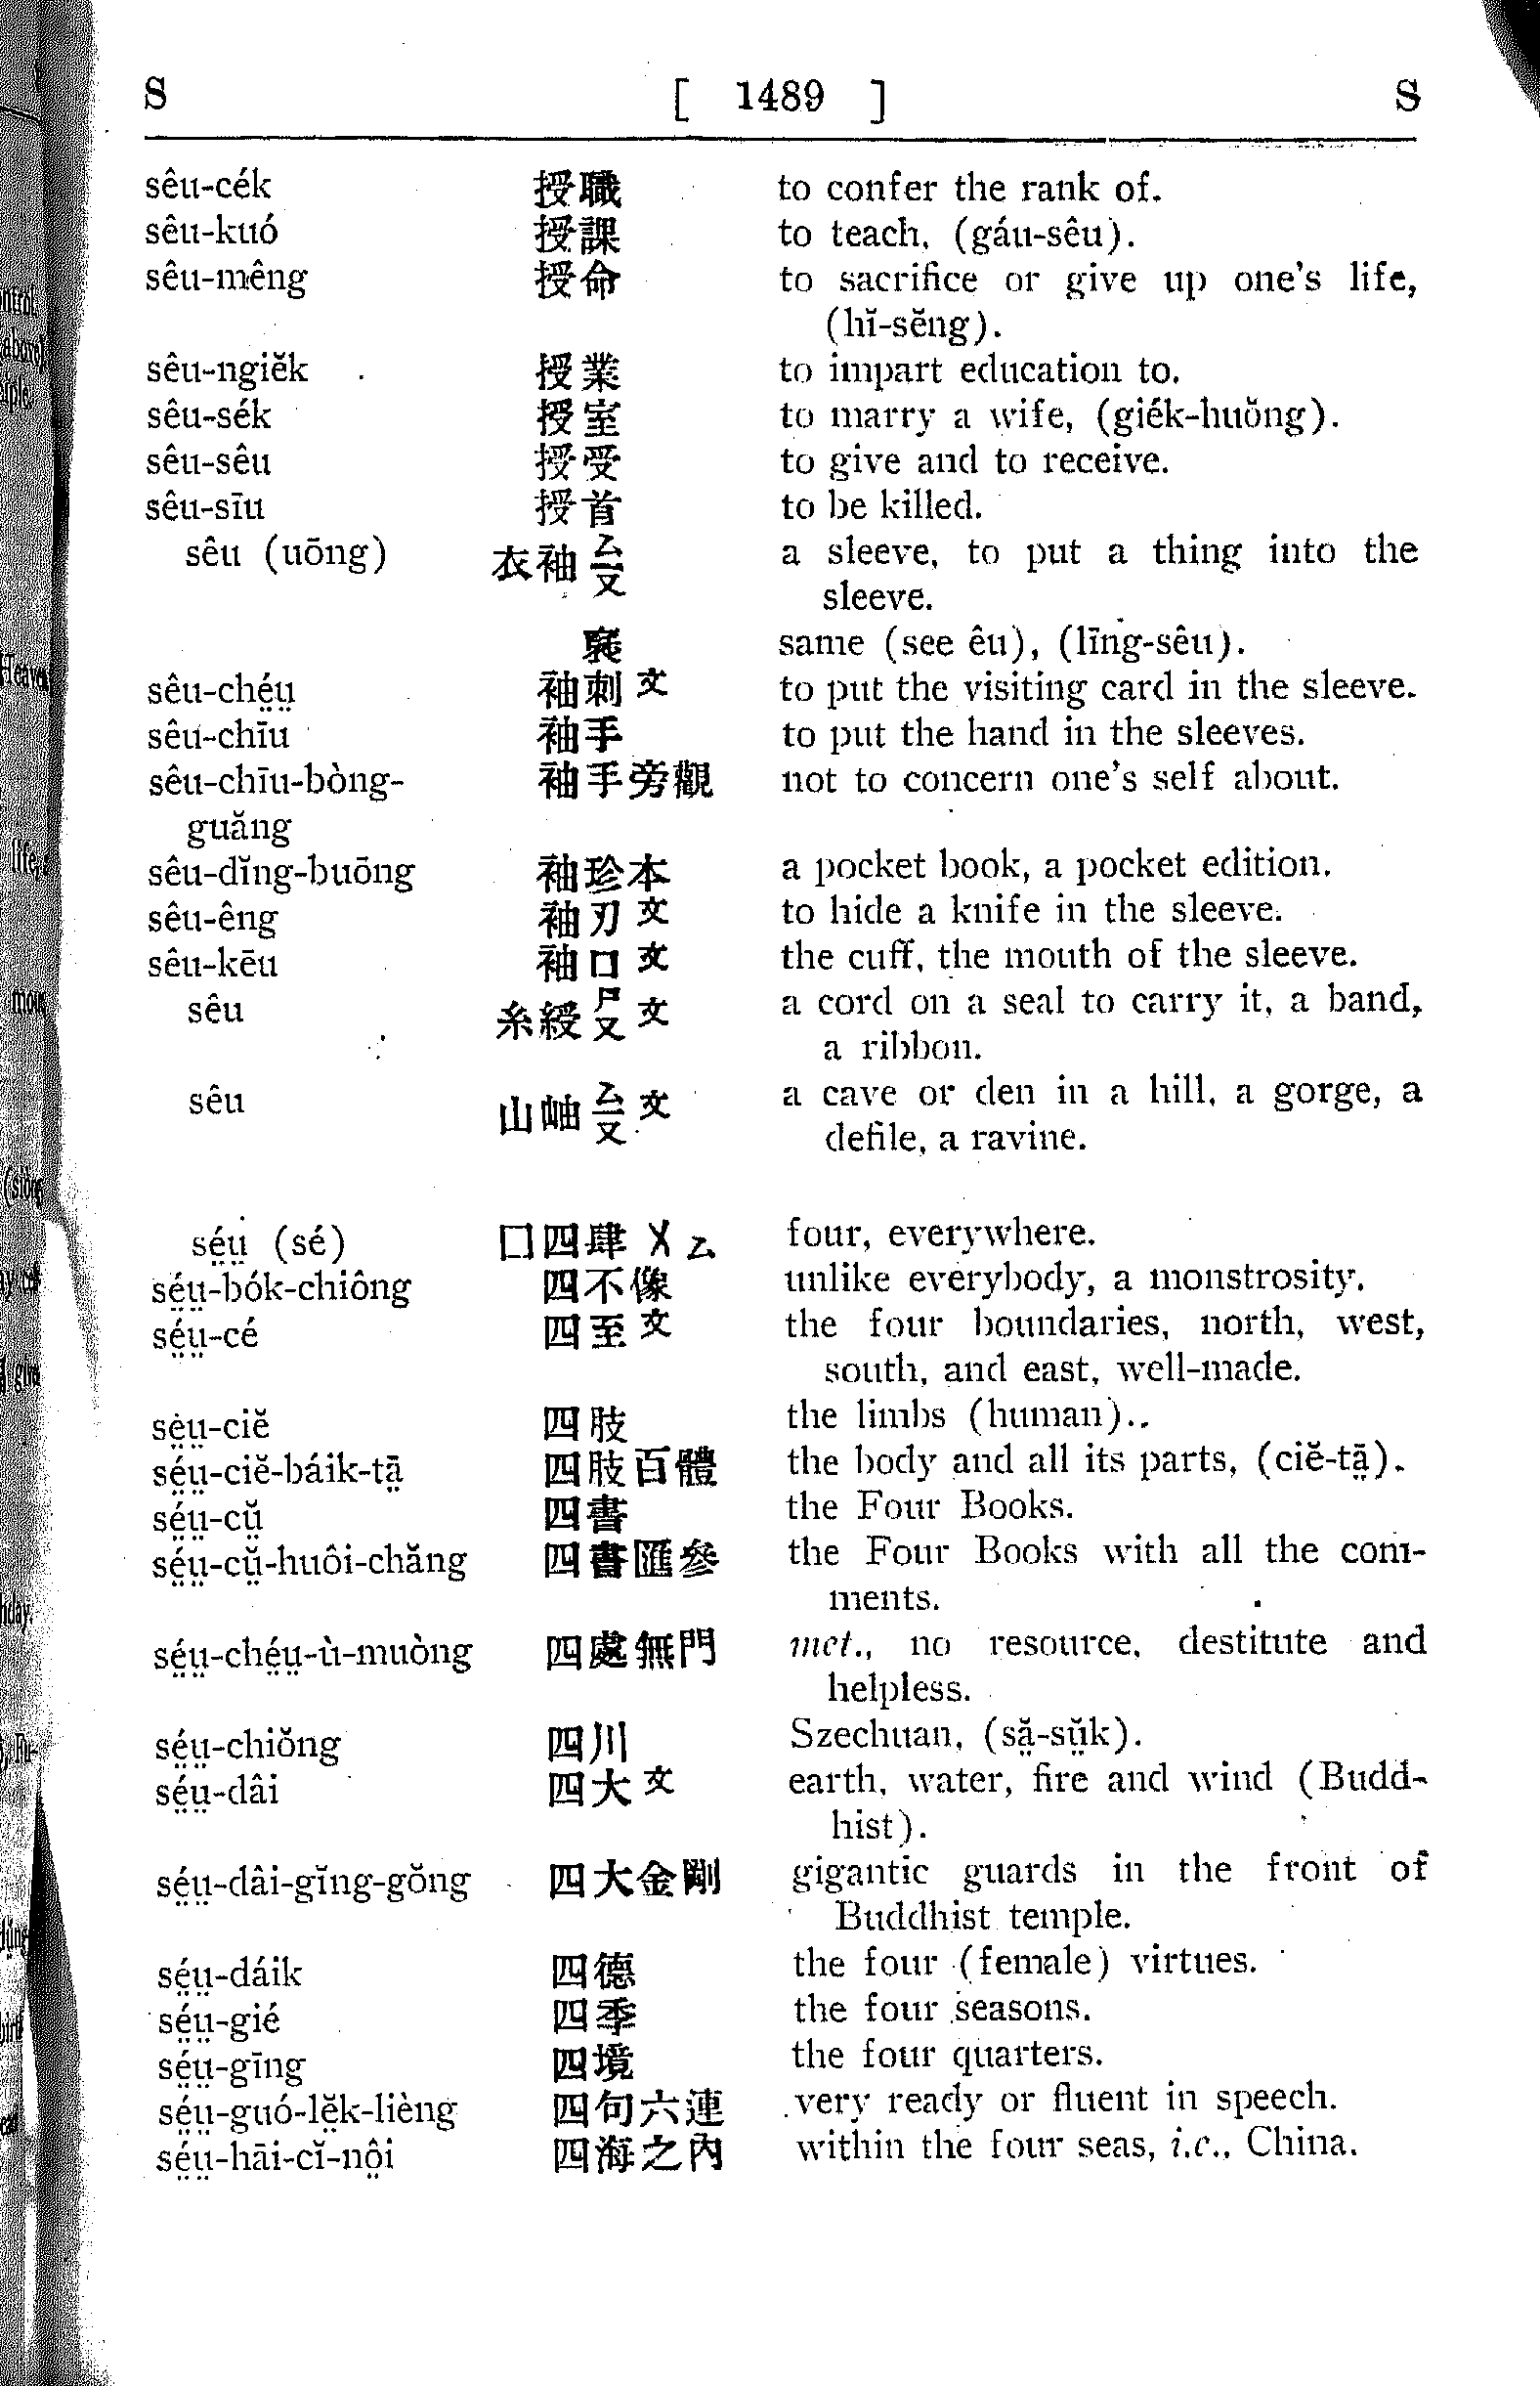 S [ 1489 ] S
sêu-cék 授職 to confer the rank of.
sêu-kuó 授課 to teach, (gáu-sêu).
sêu-mêng 授命 to sacrifice or give up one's life,
(hĭ-sĕng).
sêu-ngiĕk 授業 to impart education to.
sêu-sék 授室 to marry a wife, (giék-huŏng).
sêu-sêu 授受 to give and to receive.
sêu-sīu 授首 to be killed.
sêu (uōng) 衣袖 ㄙㄡ a sleeve, to put a thing into the
sleeve.
褎 same (see êu), (līng-sêu).
sêu-ché̤ṳ 袖刺文 to put the visiting card in the sleeve.
sêu-chīu 袖手 to put the hand in the sleeves.
sêu-chīu-bòng- 袖手旁觀 not to concern one's self about.
guăng
sêu-dĭng-buōng 袖珍本 a pocket book, a pocket edition.
sêu-êng 袖刃文 to hide a knife in the sleeve.
sêu-kēu 袖口文 the cuff, the mouth of the sleeve.
sêu 糸綬 ㄕㄡ 文 a cord on a seal to carry it, a band,
a ribbon.
sêu 山岫 ㄙㄡ 文 a cave or den in a hill, a gorge, a
defile, a ravine.
sé̤ṳ (sé) 囗四肆 〤ㄙ four, everywhere.
sé̤ṳ-bók-chiông 四不像 unlike everybody, a monstrosity.
sé̤ṳ-cé 四至文 the four boundaries, north, west,
south, and east, well-made.
sé̤ṳ-ciĕ 四肢 the limbs (human)..
sé̤ṳ-ciĕ-báik-tā̤ 四肢百體 the body and all its parts, (ciĕ-tā̤).
sé̤ṳ-cṳ̆ 四書 the Four Books.
sé̤ṳ-cṳ̆-huôi-chăng 四書匯參 the Four Books with all the com-
ments.
sé̤ṳ-ché̤ṳ-ù-muòng 四處無門 met., no resource, destitute and
helpless.
sé̤ṳ-chiŏng 四川 Szechuan, (să̤-sṳ̆k).
sé̤ṳ-dâi 四大文 earth, water, fire and wind (Budd-
hist).
sé̤ṳ-dâi-gĭng-gŏng 四大金剛 gigantic guards in the front of
Buddhist temple.
sé̤ṳ-dáik 四德 the four (female) virtues.
sé̤ṳ-gié 四季 the four seasons.
sé̤ṳ-gīng 四境 the four quarters.
sé̤ṳ-guó-lĕ̤k-lièng 四句六連 very ready or fluent in speech.
sé̤ṳ-hāi-cĭ-nô̤i 四海之內 within the four seas, i.e., China.